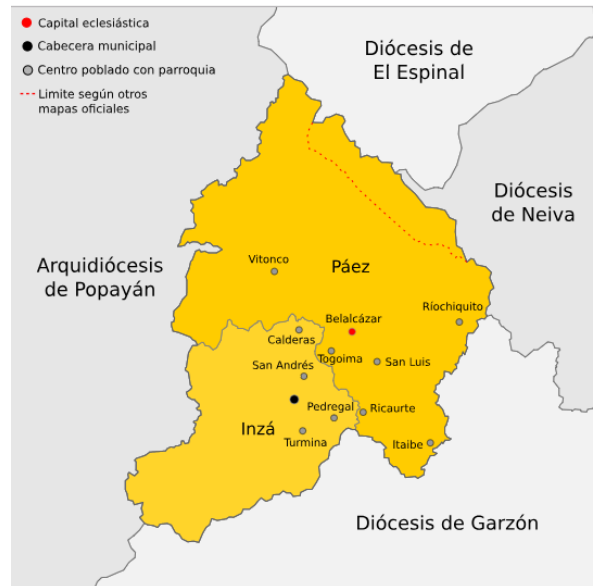 Capital eclesiástica
Cabecera municipal
Centro poblado con parroquia
Limite según otros
mapas oficiales
Diócesis de
El Espinal
Diócesis
de Neiva
Arquidiócesis
de Popayán
Vitonco
Páez
Ríochiquito
Belalcázar
Calderas
Togoima
San Luis
San Andrés
Pedregal
Ricaurte
Inzá
Turmina
Itaibe
Diócesis de Garzón